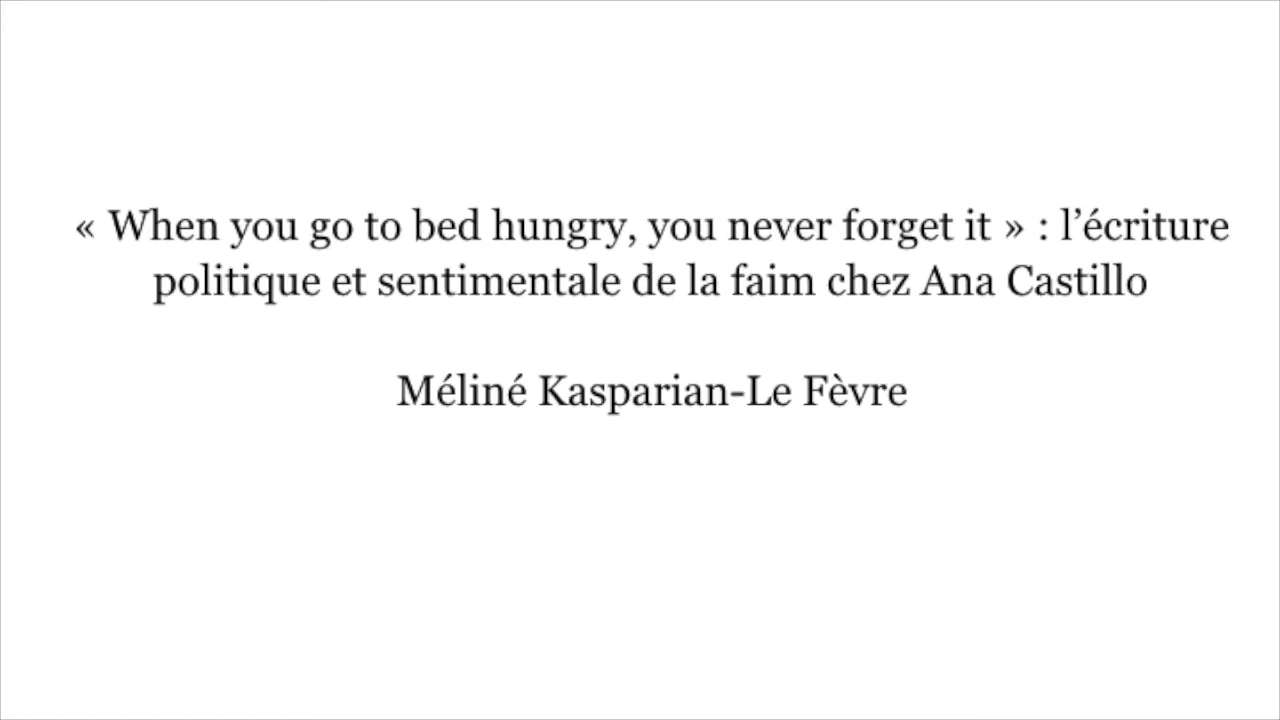 « When you go to bed hungry, you never forget it » : l’écriture
politique et sentimentale de la faim chez Ana Castillo
Méliné Kasparian-Le Fèvre